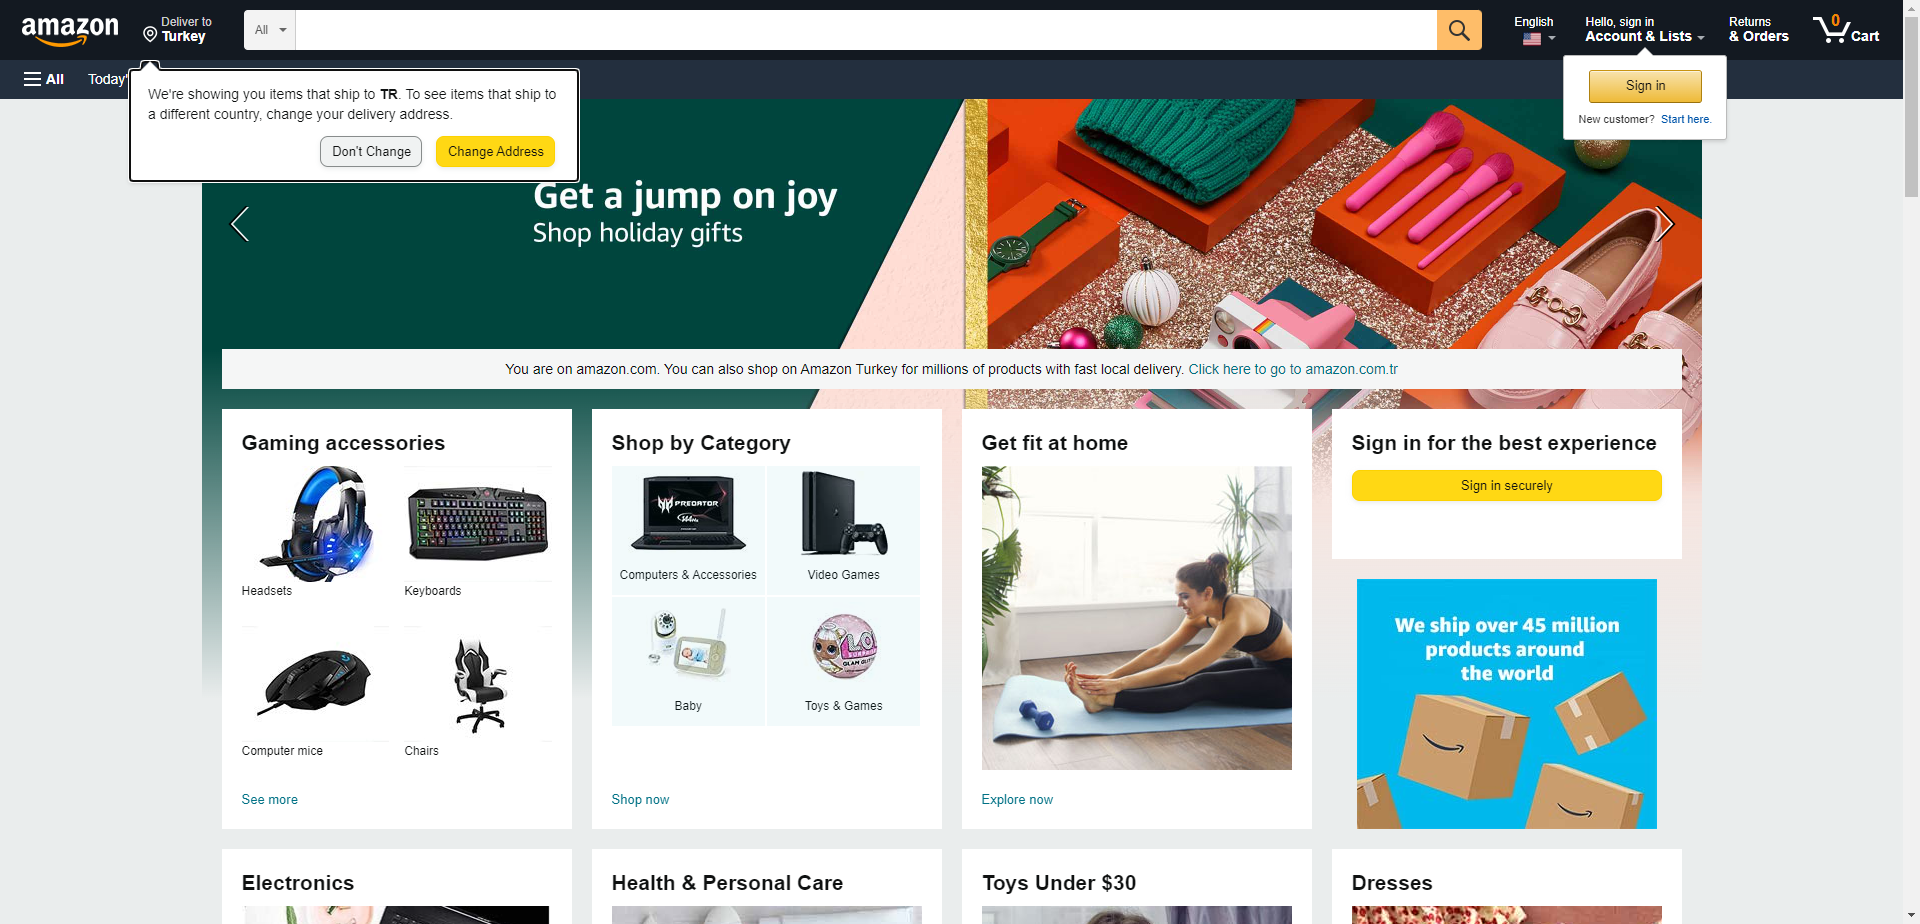 amazon
Deliver to
Turkey
All
English
Hello, sign in
Account & Lists
Returns
& Orders
0
Cart
All
Today'
We're showing you items that ship to TR. To see items that ship to
a different country, change your delivery address.
Don't Change
Change Address
Sign in
New customer? Start here.
Get a jump on joy
Shop holiday gifts
You are on amazon.com. You can also shop on Amazon Turkey for millions of products with fast local delivery. Click here to go to amazon.com.tr
Gaming accessories
Headsets
Keyboards
Computer mice
Chairs
See more
Shop by Category
PREDATOR
Computers & Accessories
Video Games
Baby
Toys & Games
Shop now
Get fit at home
Explore now
Sign in for the best experience
Sign in securely
We ship over 45 million
products around
the world
Electronics
Health & Personal Care
Toys Under $30
Dresses